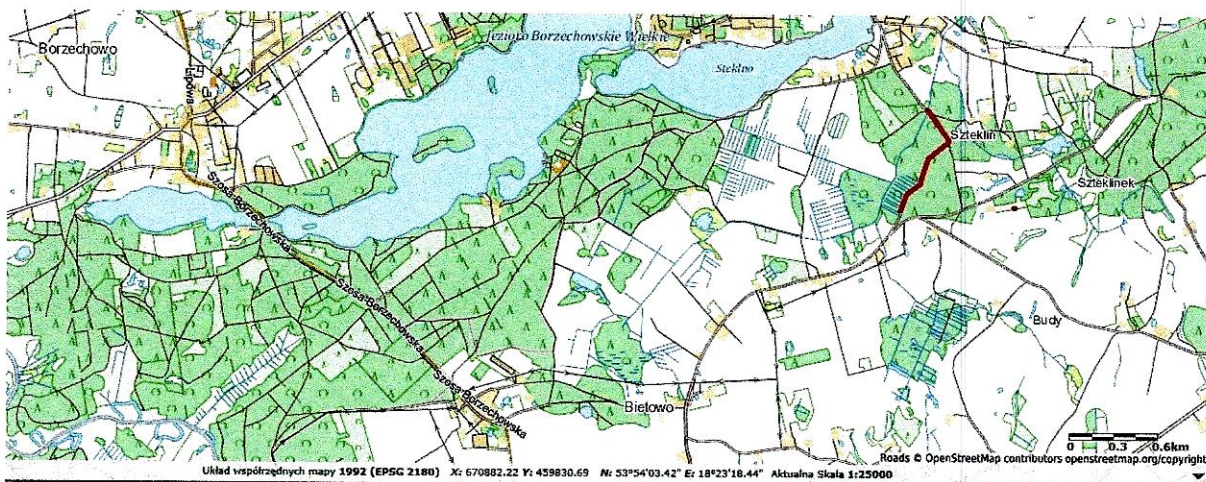 Borzechowo
Lipowa
Jezioro Borzechowskie Wielkie
Steklno
Szteklin
Szteklinek
Szosa Borzechowska
Szosa Borzechowska
Szosa Borzechowska
Budy
Bietowo
0 0.3 0.6km
Roads © OpenStreetMap contributors openstreetmap.org/copyright
Układ współrzędnych mapy 1992 (EPSG 2180) X: 670882.22 Y: 459830.69 N: 53°54'03.42" E: 18°23'18.44" Aktualna Skala 1:25000